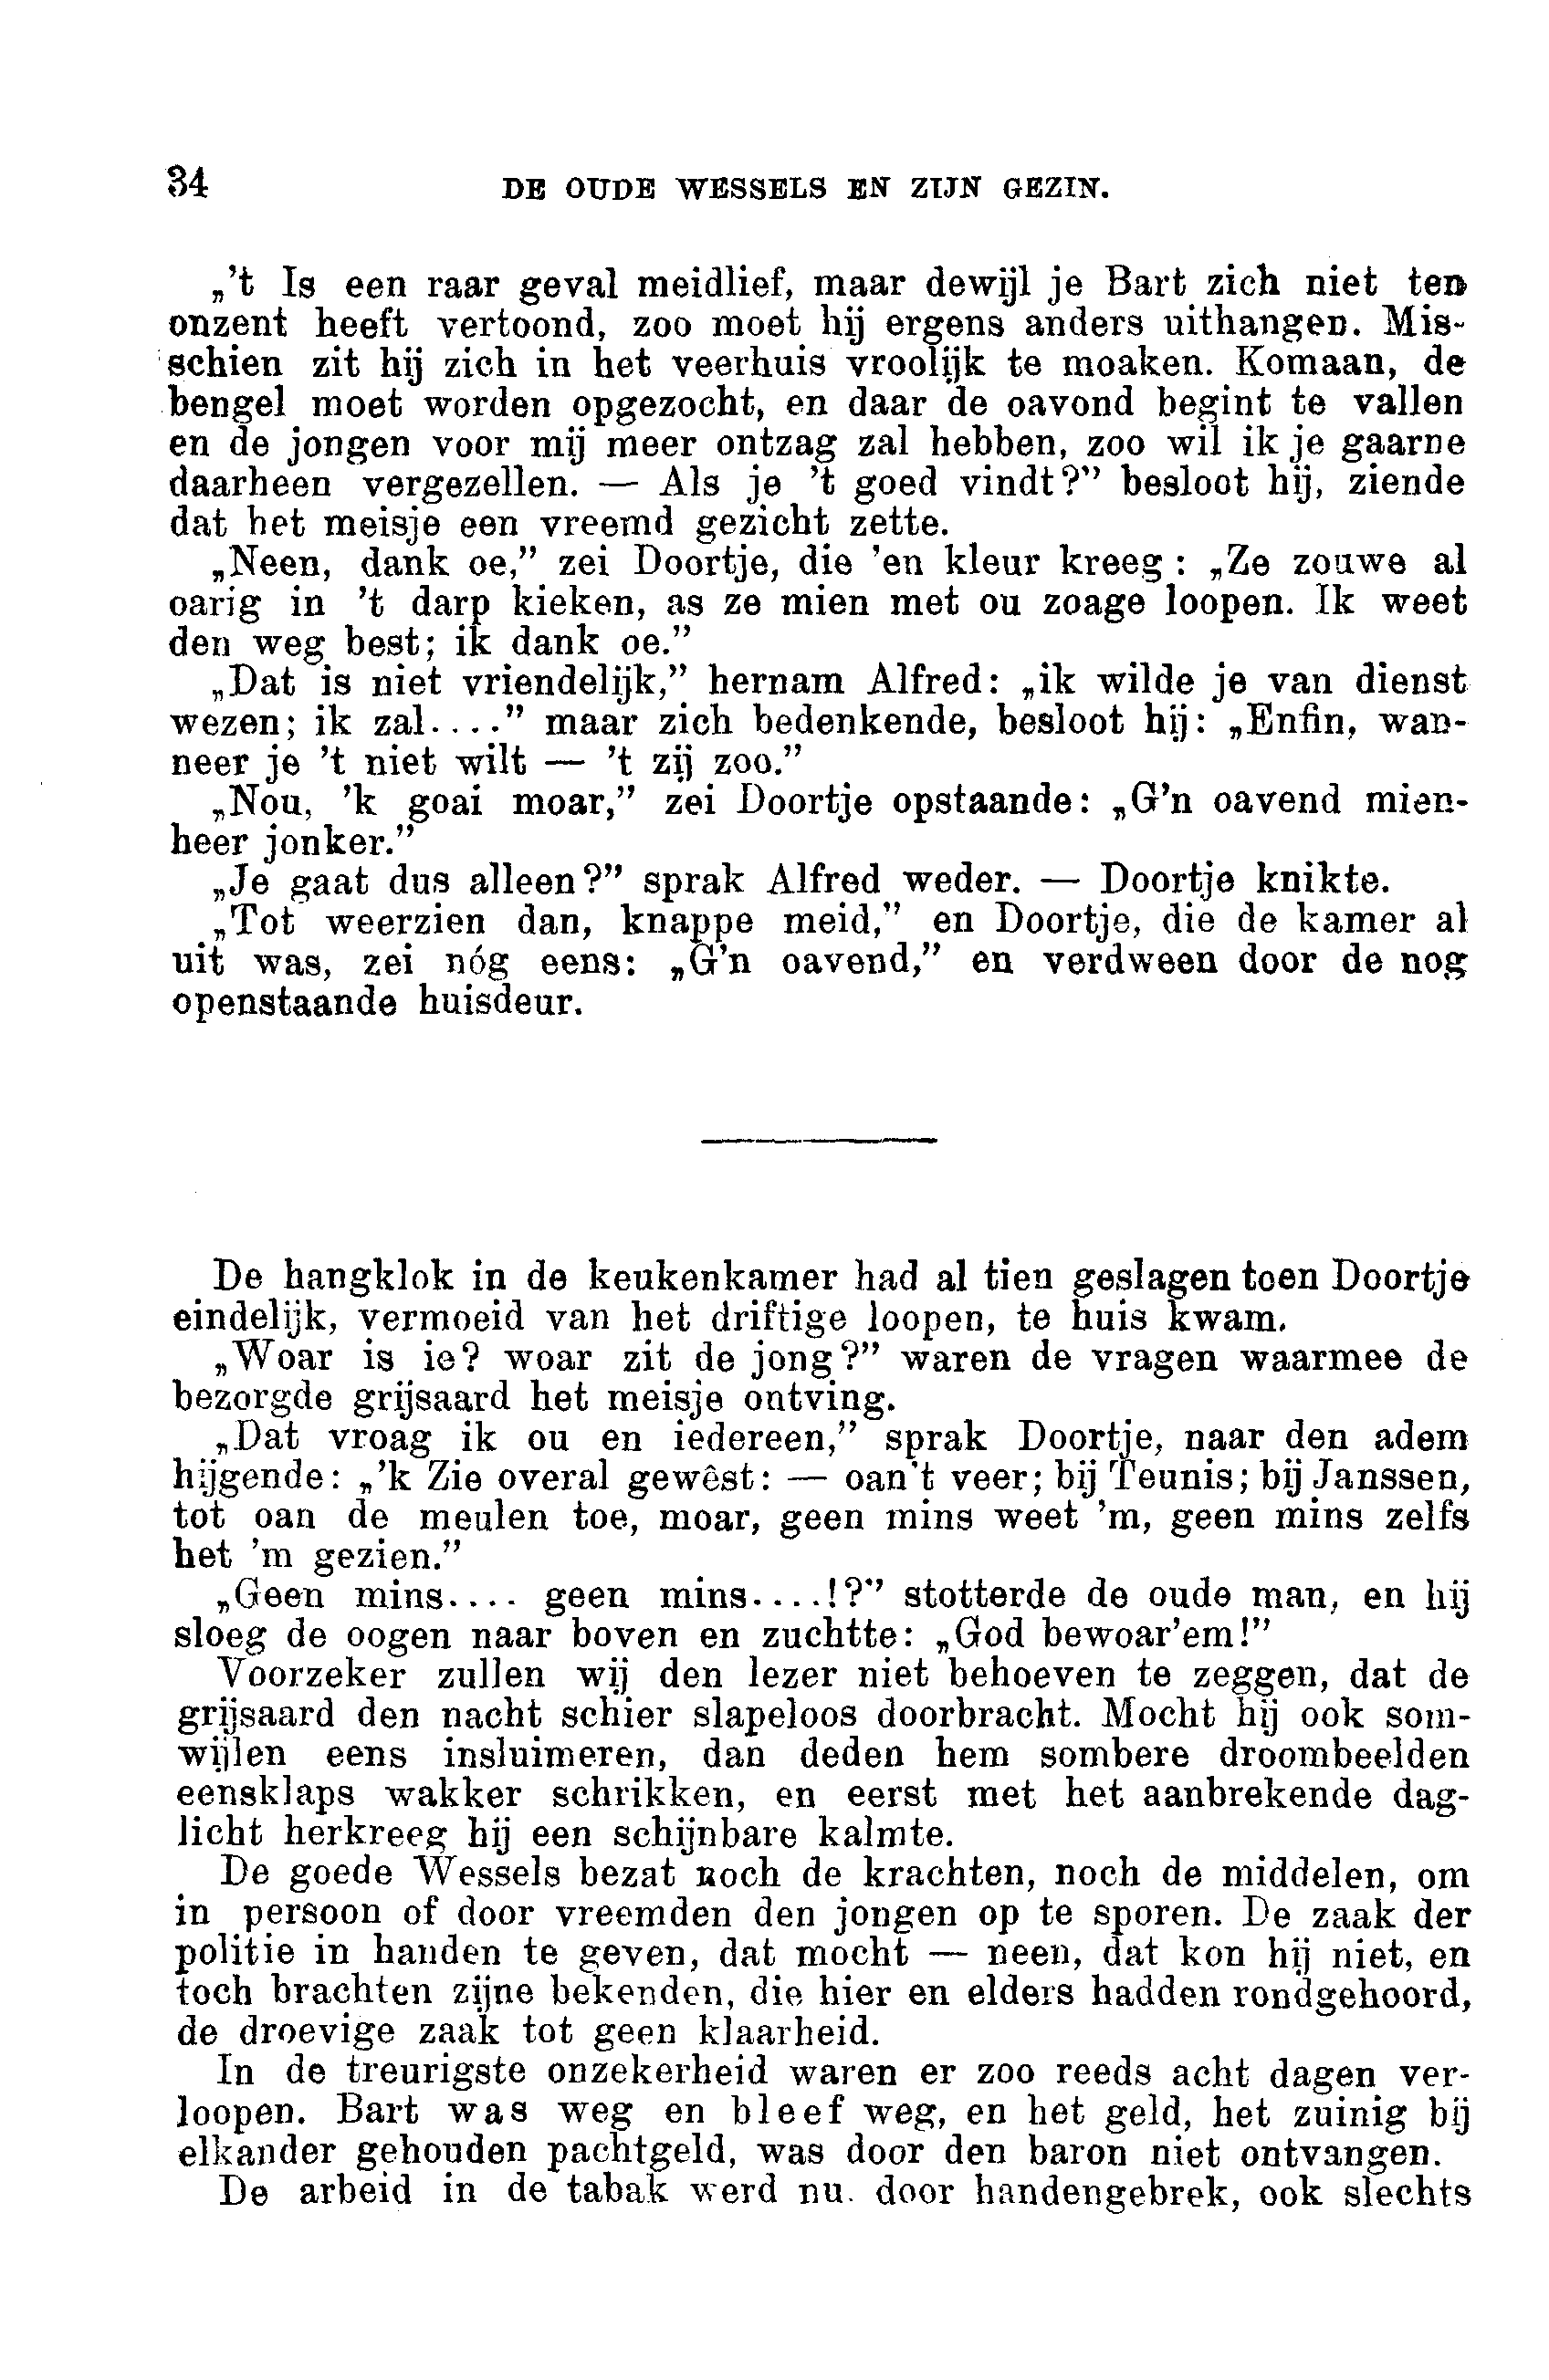 34 DE OUDE WESSELS EN ZIJN GEZIN.
„'t Is een raar geval meidlief, maar dewijl je Bart zich niet ten
onzent heeft vertoond, zoo moet hij ergens anders uithangen. Mis-
schien zit hij zich in het veerhuis vroolijk te moaken. Komaan, de
bengel moet worden opgezocht, en daar de oavond begint te vallen
en de jongen voor mij meer ontzag zal hebben, zoo wil ik je gaarne
daarheen vergezellen. — Als je 't goed vindt?” besloot hij, ziende
dat het meisje een vreemd gezicht zette.
„Neen, dank oe,” zei Doortje, die 'en kleur kreeg: „Ze zouwe al
oarig in 't darp kieken, as ze mien met ou zoage loopen. Ik weet
den weg best; ik dank oe.”
„Dat is niet vriendelijk,” hernam Alfred: „ik wilde je van dienst
wezen; ik zal....” maar zich bedenkende, besloot hij: „Enfin, wan-
neer je 't niet wilt — 't zij zoo.”
„Nou, 'k goai moar,” zei Doortje opstaande: „G'n oavend mien-
heer jonker.”
„Je gaat dus alleen?” sprak Alfred weder. — Doortje knikte.
„Tot weerzien dan, knappe meid,” en Doortje, die de kamer al
uit was, zei nóg eens: „G'n oavend,” en verdween door de nog
openstaande huisdeur.
De hangklok in de keukenkamer had al tien geslagen toen Doortje
eindelijk, vermoeid van het driftige loopen, te huis kwam.
„Woar is ie? woar zit de jong?” waren de vragen waarmee de
bezorgde grijsaard het meisje ontving.
„Dat vroag ik ou en iedereen,” sprak Doortje, naar den adem
hijgende: „'k Zie overal gewêst: — oan't veer; bij Teunis; bij Janssen,
tot oan de meulen toe, moar, geen mins weet 'm, geen mins zelfs
het 'm gezien.”
„Geen mins.... geen mins....!?” stotterde de oude man, en hij
sloeg de oogen naar boven en zuchtte: „God bewoar'em!”
Voorzeker zullen wij den lezer niet behoeven te zeggen, dat de
grijsaard den nacht schier slapeloos doorbracht. Mocht hij ook som-
wijlen eens insluimeren, dan deden hem sombere droombeelden
eensklaps wakker schrikken, en eerst met het aanbrekende dag-
licht herkreeg hij een schijnbare kalmte.
De goede Wessels bezat noch de krachten, noch de middelen, om
in persoon of door vreemden den jongen op te sporen. De zaak der
politie in handen te geven, dat mocht — neen, dat kon hij niet, en
toch brachten zijne bekenden, die hier en elders hadden rondgehoord,
de droevige zaak tot geen klaarheid.
In de treurigste onzekerheid waren er zoo reeds acht dagen ver-
loopen. Bart was weg en bleef weg, en het geld, het zuinig bij
elkander gehouden pachtgeld, was door den baron niet ontvangen.
De arbeid in de tabak werd nu. door handengebrek, ook slechts